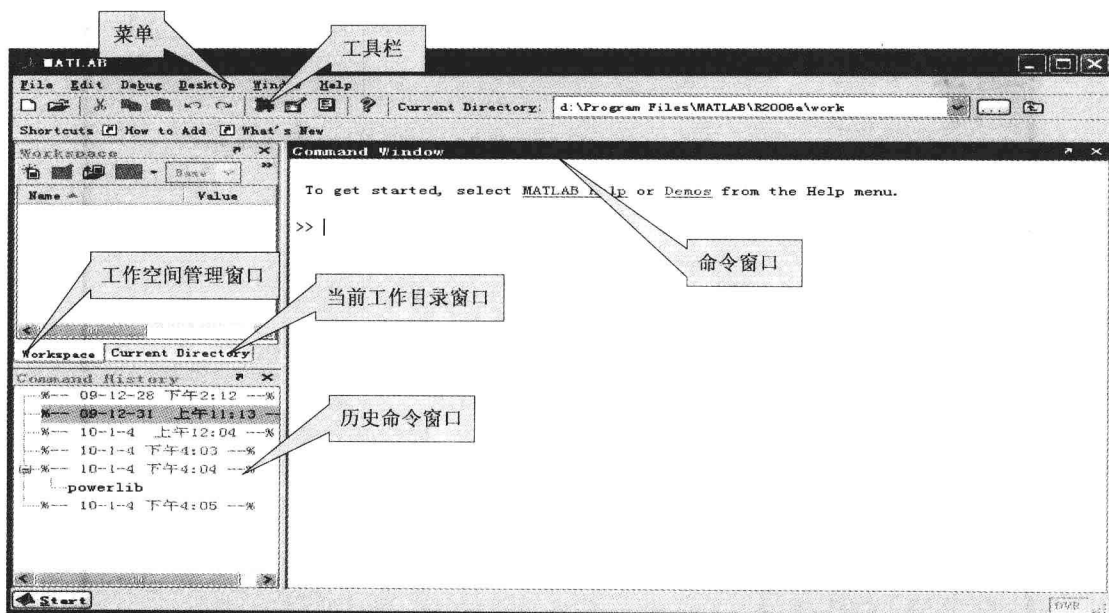 菜单
工具栏
MATLAB
File Edit Debug Desktop Window Help
Current Directory: d:\Program Files\MATLAB\R2006a\work
Shortcuts How to Add What's New
Workspace
Base
Name Value
工作空间管理窗口
当前工作目录窗口
Workspace Current Directory
Command History
%-- 09-12-28 下午2:12 --%
%-- 09-12-31 上午11:13 --
%-- 10-1-4 上午12:04 --%
%-- 10-1-4 下午4:03 --%
%-- 10-1-4 下午4:04 --%
powerlib
%-- 10-1-4 下午4:05 --%
历史命令窗口
Command Window
To get started, select MATLAB Help or Demos from the Help menu.
>>
命令窗口
Start
OVR